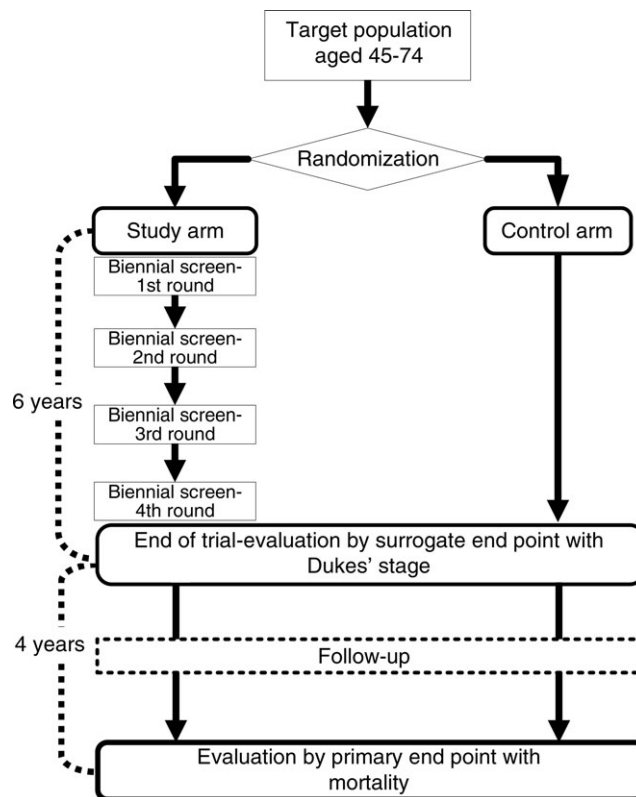 Target population
aged 45-74
Randomization
Study arm
Control arm
Biennial screen-
1st round
Biennial screen-
2nd round
6 years
Biennial screen-
3rd round
Biennial screen-
4th round
End of trial-evaluation by surrogate end point with
Dukes’ stage
4 years
Follow-up
Evaluation by primary end point with
mortality